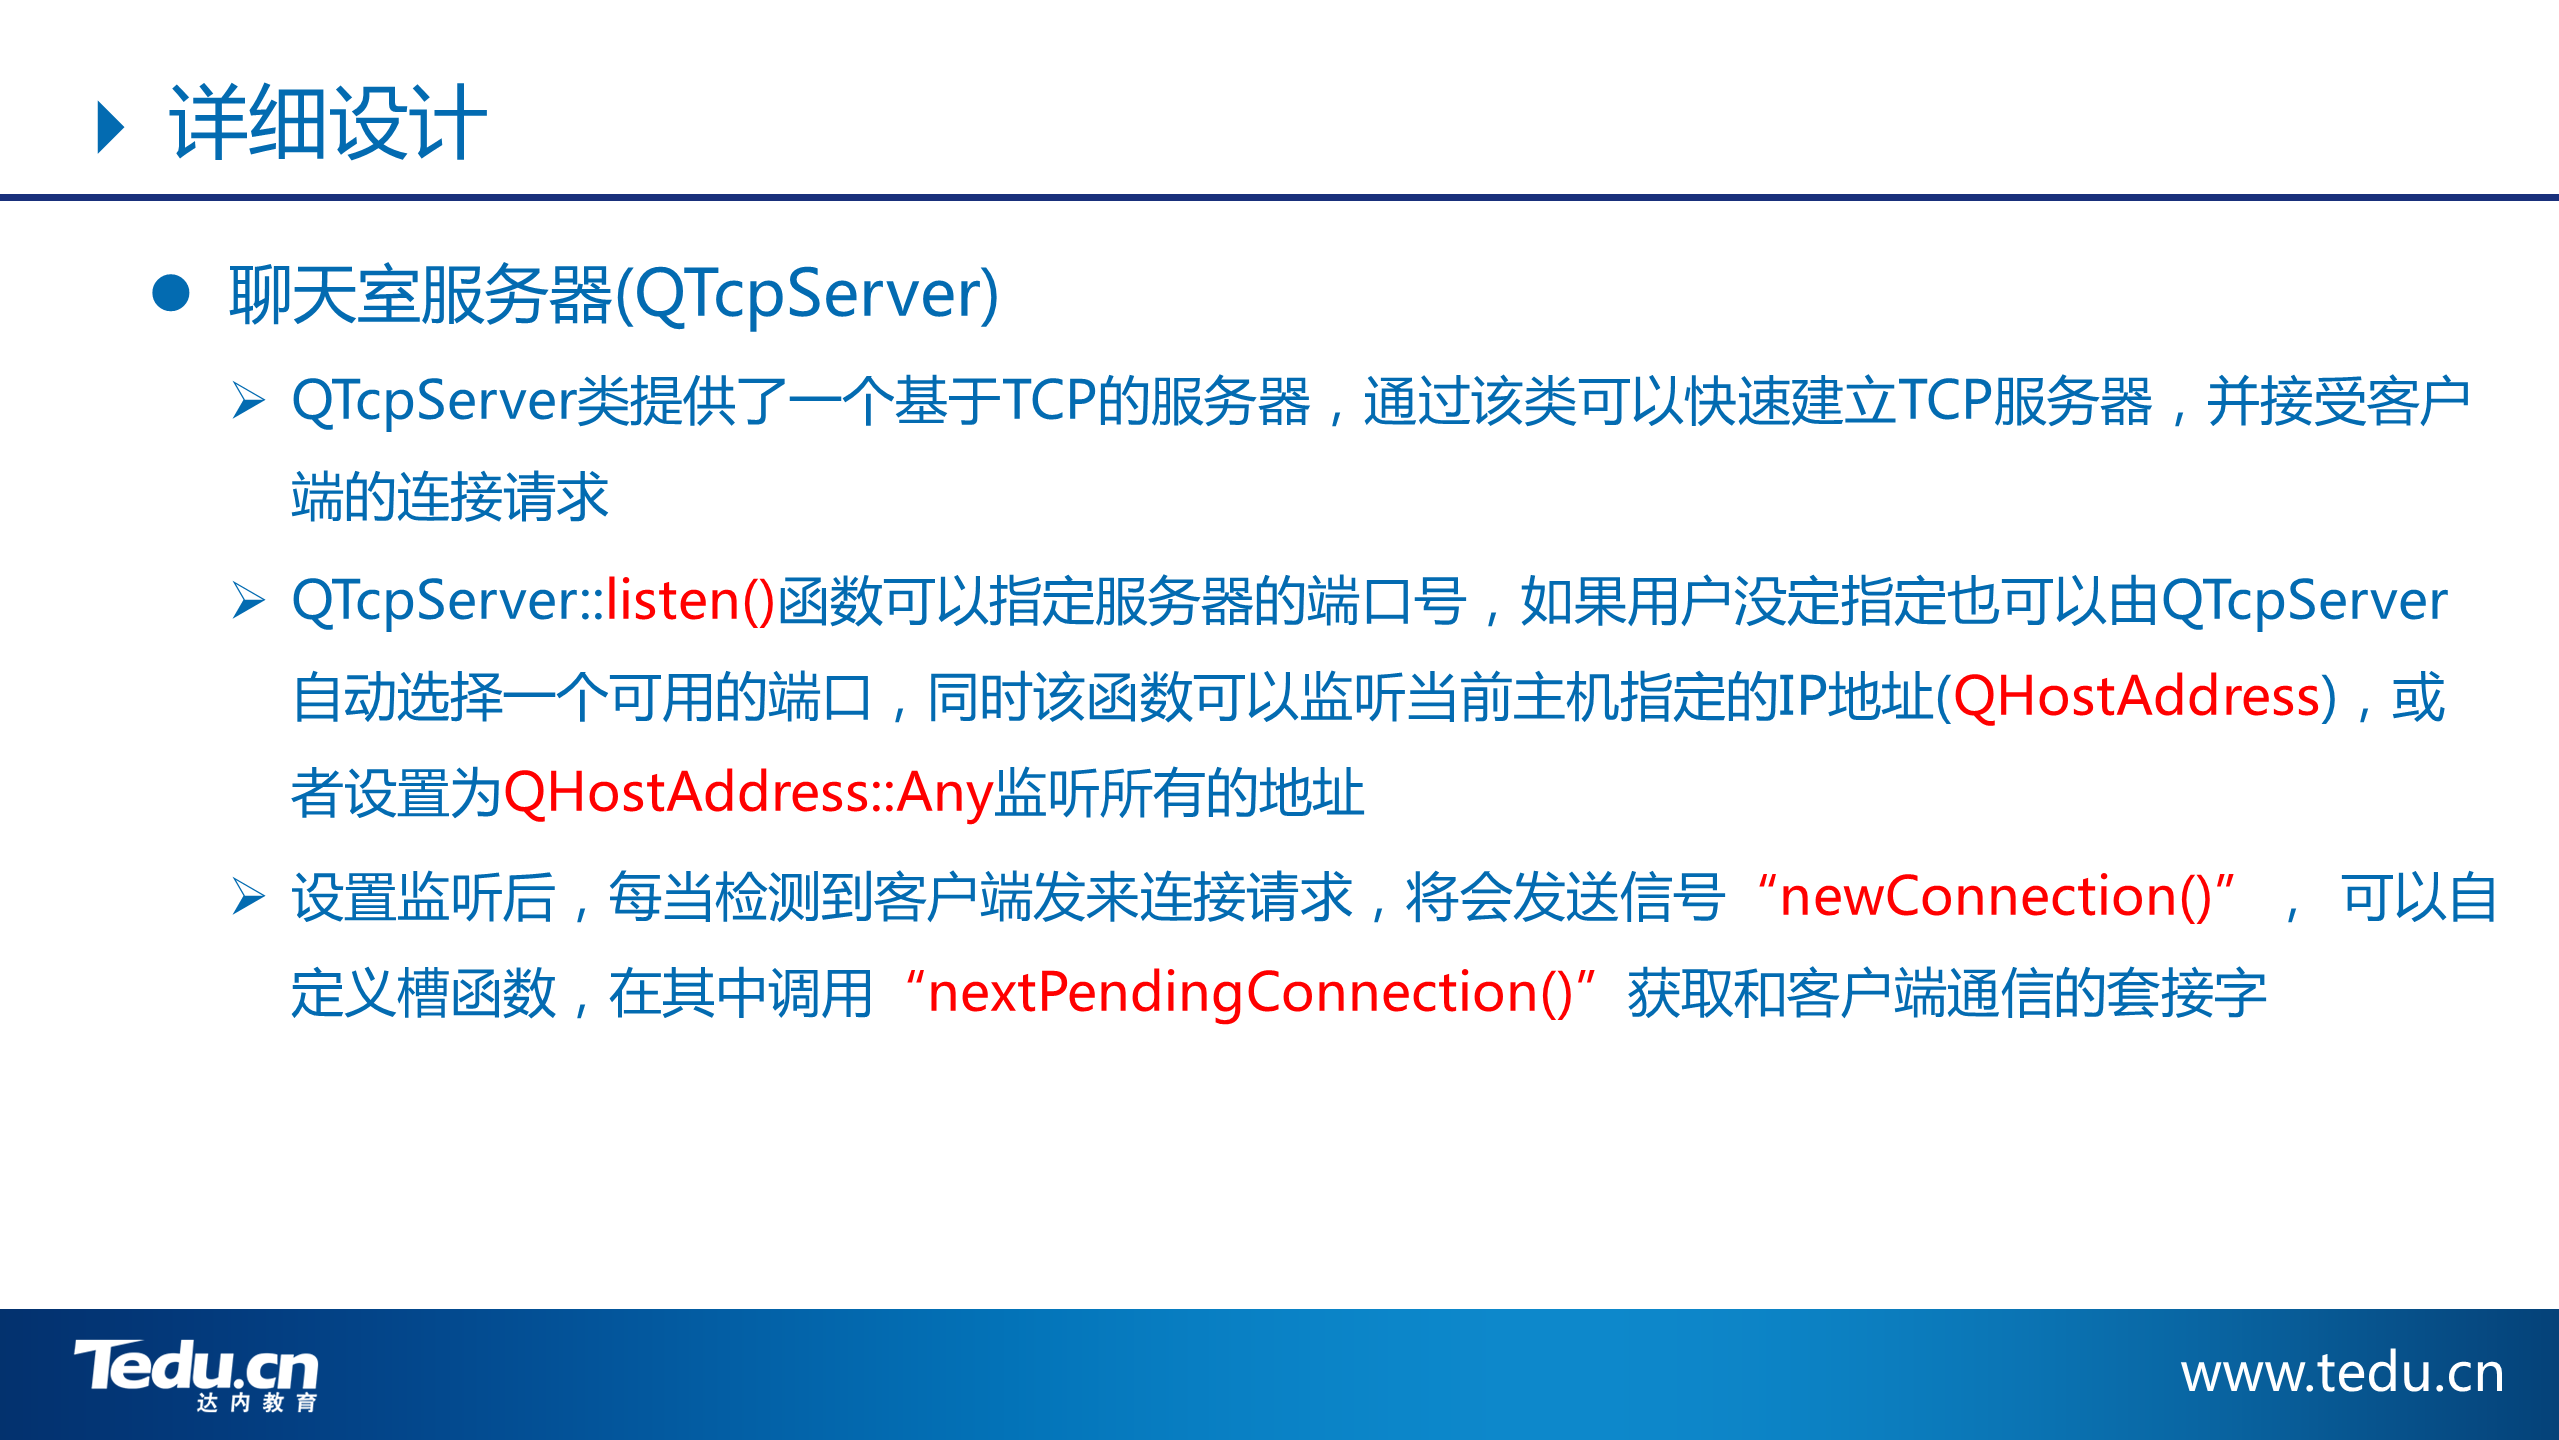 详细设计
聊天室服务器(QTcpServer)
QTcpServer类提供了一个基于TCP的服务器，通过该类可以快速建立TCP服务器，并接受客户
端的连接请求
QTcpServer::listen()函数可以指定服务器的端口号，如果用户没定指定也可以由QTcpServer
自动选择一个可用的端口，同时该函数可以监听当前主机指定的IP地址(QHostAddress)，或
者设置为QHostAddress::Any监听所有的地址
设置监听后，每当检测到客户端发来连接请求，将会发送信号“newConnection()”， 可以自
定义槽函数，在其中调用“nextPendingConnection()”获取和客户端通信的套接字
Tedu.cn
达内教育
www.tedu.cn